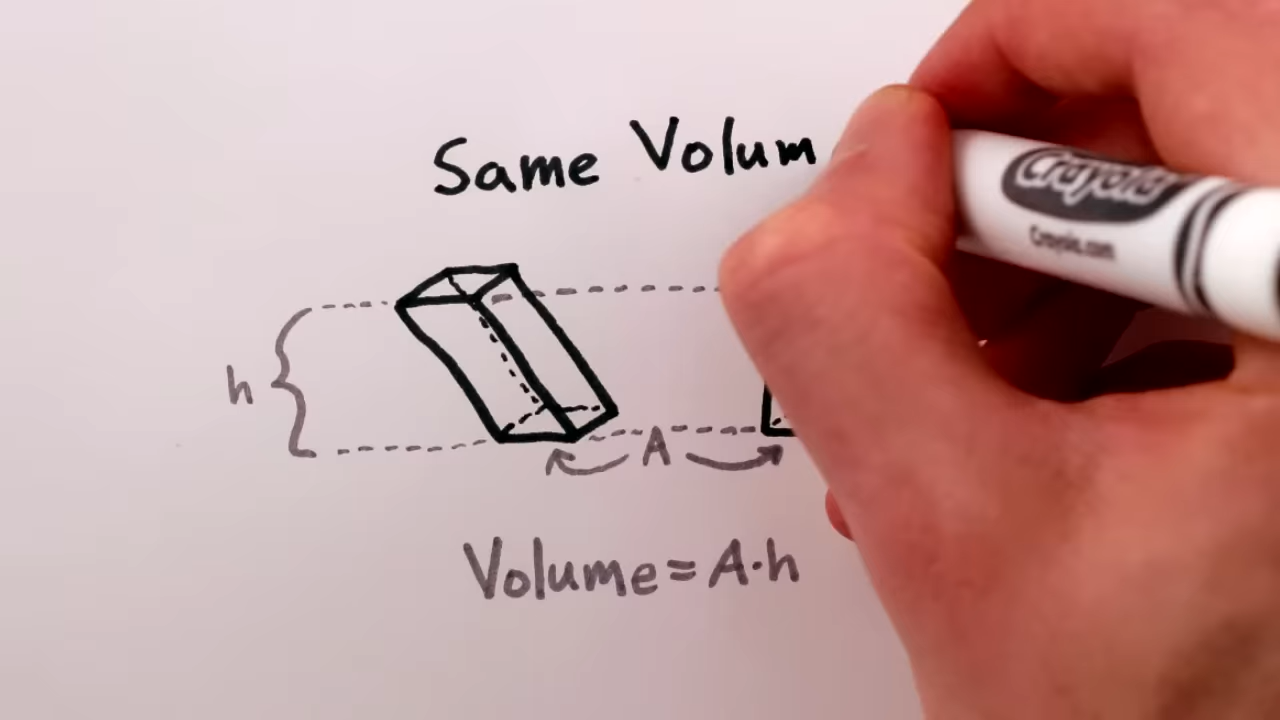 Same Volum
Crayola
Crayola.com
h
A
Volume = A·h